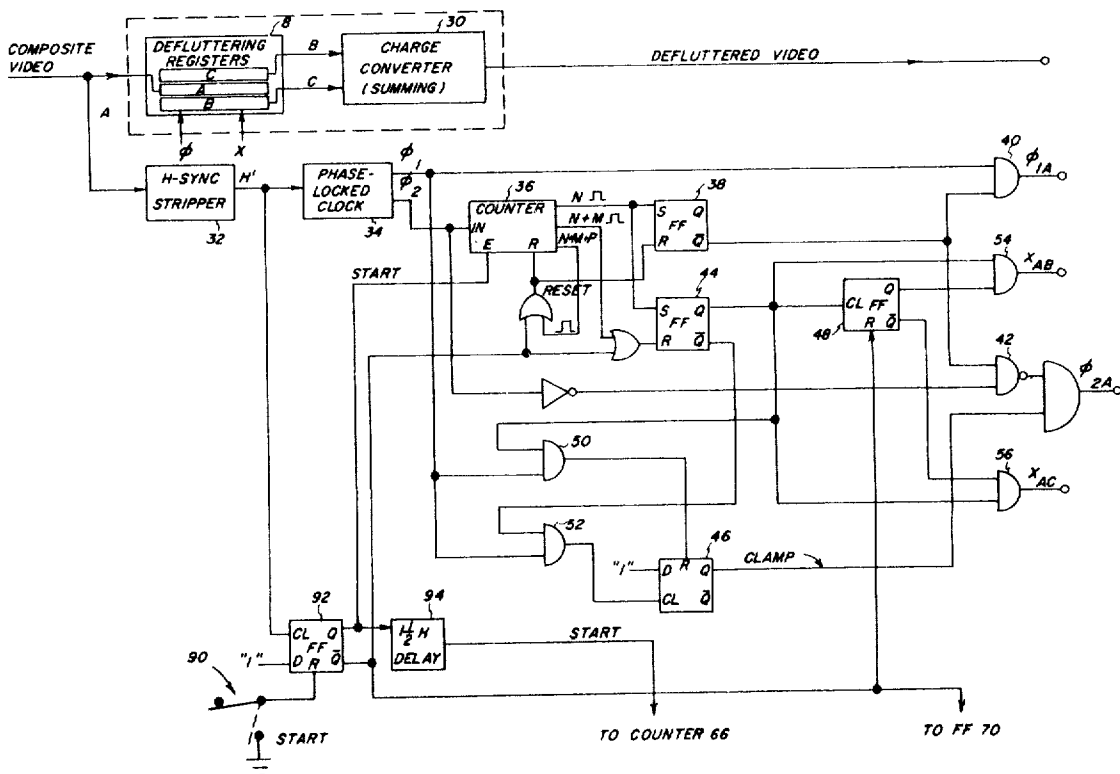 8
30
COMPOSITE
VIDEO
DEFLUTTERING
REGISTERS
C
A
B
B
C
CHARGE
CONVERTER
(SUMMING)
DEFLUTTERED VIDEO
A
ϕ
X
H-SYNC
STRIPPER
32
H'
PHASE-
LOCKED
CLOCK
34
ϕ1
ϕ2
36
COUNTER
IN
E
R
N
N+M
N+M+P
START
RESET
38
S
Q
FF
R
Q̅
44
S
Q
FF
R
Q̅
40
ϕ1A
54
XAB
CL
Q
FF
R
Q̅
48
42
ϕ2A
56
XAC
50
52
46
"1"
D
R
Q
CL
Q̅
CLAMP
92
CL
Q
FF
"1"
D
R
Q̅
94
1½ H
DELAY
START
90
START
TO COUNTER 66
TO FF 70